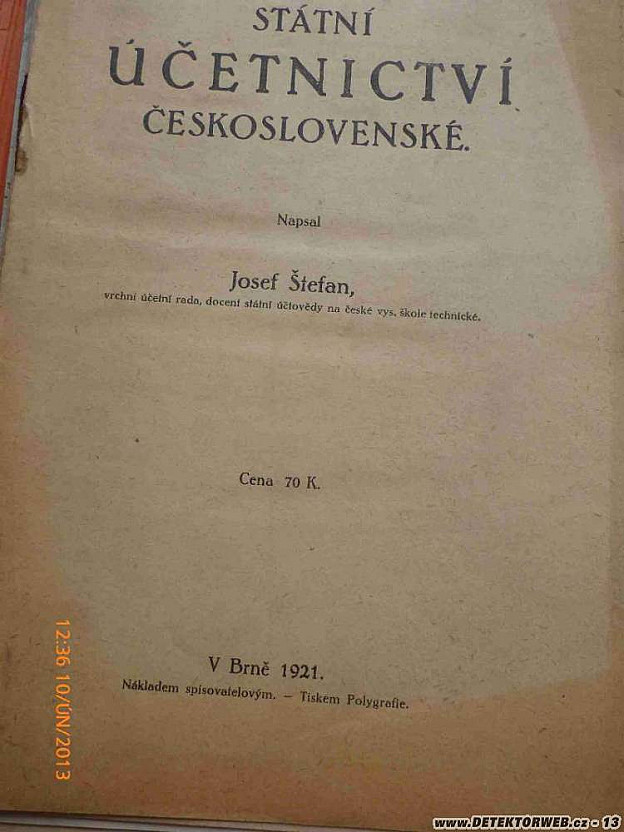 STÁTNÍ
ÚČETNICTVÍ
ČESKOSLOVENSKÉ.
Napsal
Josef Štefan,
vrchní účetní rada, docent státní účtovědy na české vys. škole technické.
Cena 70 K.
V Brně 1921.
Nákladem spisovatelovým. — Tiskem Polygrafie.
12:36 10/ÚN/2013
www.DETEKTORWEB.cz - 13